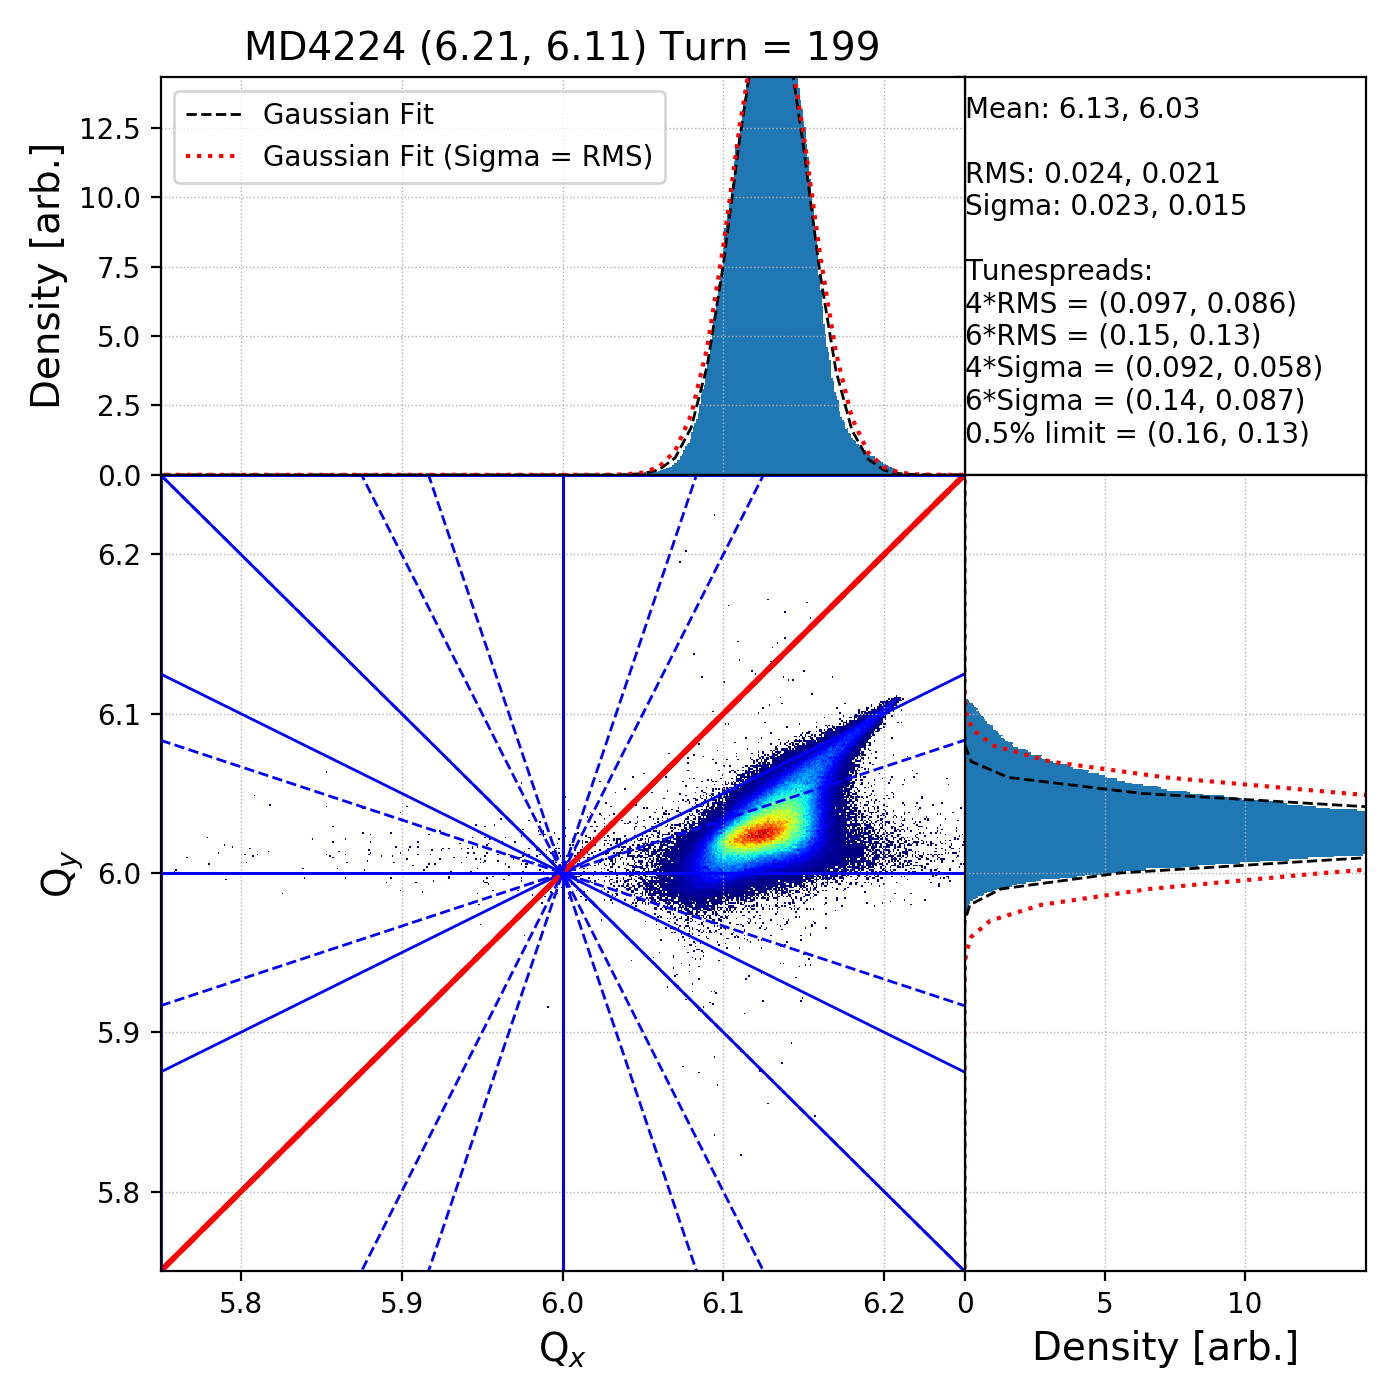 MD4224 (6.21, 6.11) Turn = 199
Gaussian Fit
Gaussian Fit (Sigma = RMS)
Density [arb.]
12.5
10.0
7.5
5.0
2.5
0.0
Mean: 6.13, 6.03
RMS: 0.024, 0.021
Sigma: 0.023, 0.015
Tunespreads:
4*RMS = (0.097, 0.086)
6*RMS = (0.15, 0.13)
4*Sigma = (0.092, 0.058)
6*Sigma = (0.14, 0.087)
0.5% limit = (0.16, 0.13)
Qy
6.2
6.1
6.0
5.9
5.8
5.8 5.9 6.0 6.1 6.2
Qx
0 5 10
Density [arb.]